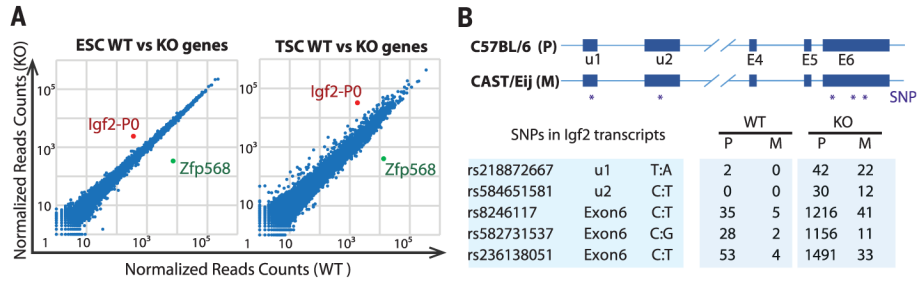 A
ESC WT vs KO genes
TSC WT vs KO genes
Normalized Reads Counts (KO)
10⁵
10³
10
Igf2-P0
Zfp568
1 10 10³ 10⁵
10⁵
10³
10
Igf2-P0
Zfp568
1 10 10³ 10⁵
Normalized Reads Counts (WT )
B
C57BL/6 (P)
u1 u2 E4 E5 E6
CAST/Eij (M)
* * * * * SNP
SNPs in Igf2 transcripts WT KO
P M P M
rs218872667 u1 T:A 2 0 42 22
rs584651581 u2 C:T 0 0 30 12
rs8246117 Exon6 C:T 35 5 1216 41
rs582731537 Exon6 C:G 28 2 1156 11
rs236138051 Exon6 C:T 53 4 1491 33